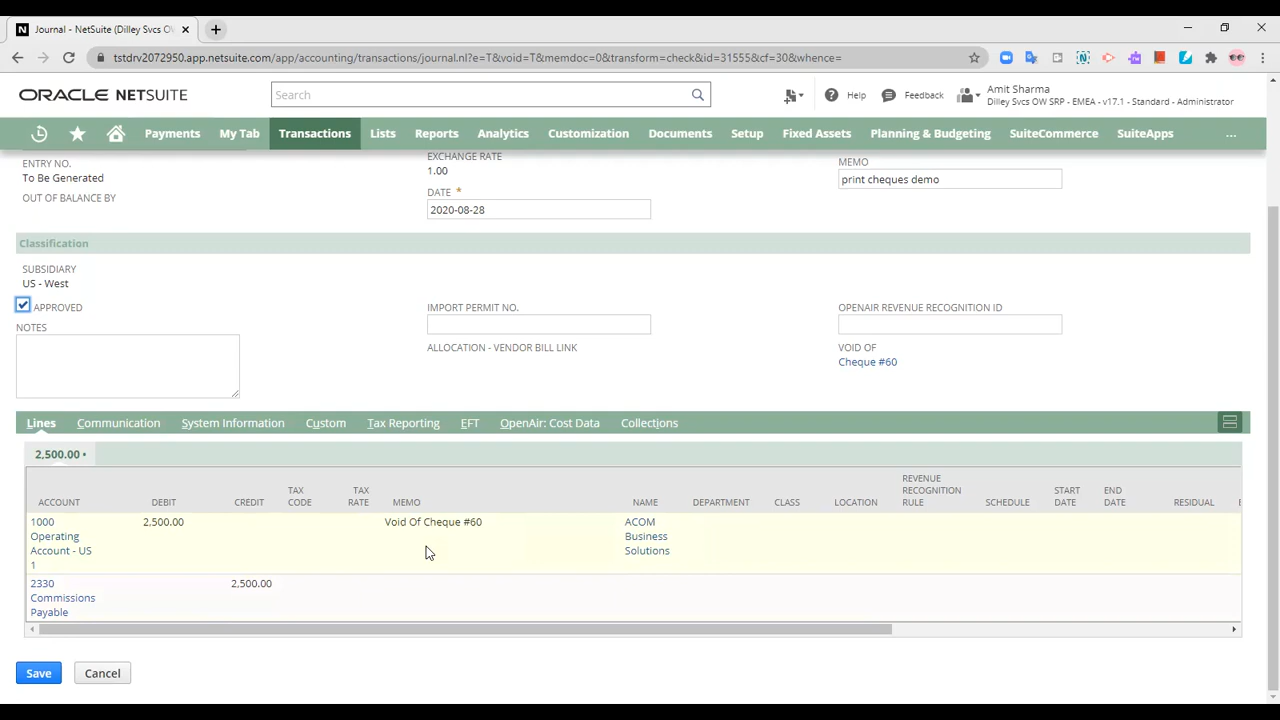 Journal - NetSuite (Dilley Svcs OW
tstdrv2072950.app.netsuite.com/app/accounting/transaction/journal.nl?e=T&void=T&memdoc=0&transform=check&id=31555&cf=30&whence=
ORACLE NETSUITE
Search
Help
Feedback
Amit Sharma
Dilley Svcs OW SRP - EMEA - v17.1 - Standard - Administrator
Payments
My Tab
Transactions
Lists
Reports
Analytics
Customization
Documents
Setup
Fixed Assets
Planning & Budgeting
SuiteCommerce
SuiteApps
...
ENTRY NO.
To Be Generated
OUT OF BALANCE BY
EXCHANGE RATE
1.00
DATE *
2020-08-28
MEMO
print cheques demo
Classification
SUBSIDIARY
US - West
APPROVED
NOTES
IMPORT PERMIT NO.
ALLOCATION - VENDOR BILL LINK
OPENAIR REVENUE RECOGNITION ID
VOID OF
Cheque #60
Lines
Communication
System Information
Custom
Tax Reporting
EFT
OpenAir: Cost Data
Collections
2,500.00 •
ACCOUNT
DEBIT
CREDIT
TAX
CODE
TAX
RATE
MEMO
NAME
DEPARTMENT
CLASS
LOCATION
REVENUE
RECOGNITION
RULE
SCHEDULE
START
DATE
END
DATE
RESIDUAL
1000
Operating
Account - US
1
2,500.00
Void Of Cheque #60
ACOM
Business
Solutions
2330
Commissions
Payable
2,500.00
Save
Cancel